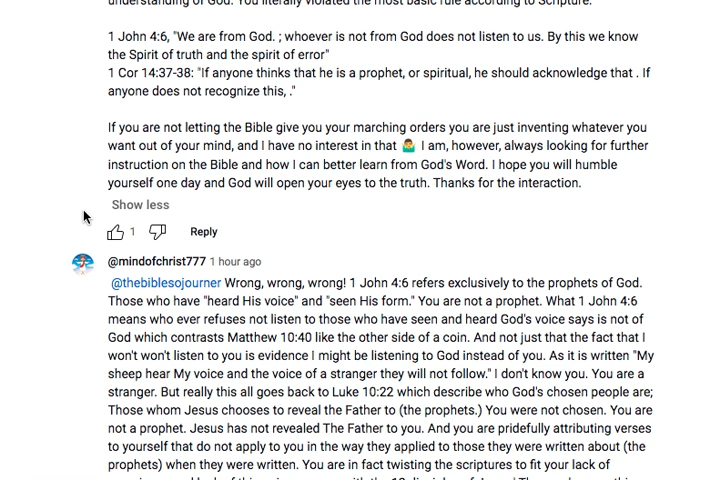 understanding of God. You literally violated the most basic rule according to Scripture.
1 John 4:6, "We are from God. ; whoever is not from God does not listen to us. By this we know
the Spirit of truth and the spirit of error"
1 Cor 14:37-38: "If anyone thinks that he is a prophet, or spiritual, he should acknowledge that . If
anyone does not recognize this, ."
If you are not letting the Bible give you your marching orders you are just inventing whatever you
want out of your mind, and I have no interest in that 🤷‍♂️ I am, however, always looking for further
instruction on the Bible and how I can better learn from God's Word. I hope you will humble
yourself one day and God will open your eyes to the truth. Thanks for the interaction.
Show less
1 Reply
@mindofchrist777 1 hour ago
@thebiblesojourner Wrong, wrong, wrong! 1 John 4:6 refers exclusively to the prophets of God.
Those who have "heard His voice" and "seen His form." You are not a prophet. What 1 John 4:6
means who ever refuses not listen to those who have seen and heard God's voice says is not of
God which contrasts Matthew 10:40 like the other side of a coin. And not just that the fact that I
won't won't listen to you is evidence I might be listening to God instead of you. As it is written "My
sheep hear My voice and the voice of a stranger they will not follow." I don't know you. You are a
stranger. But really this all goes back to Luke 10:22 which describe who God's chosen people are;
Those whom Jesus chooses to reveal the Father to (the prophets.) You were not chosen. You are
not a prophet. Jesus has not revealed The Father to you. And you are pridefully attributing verses
to yourself that do not apply to you in the way they applied to those they were written about (the
prophets) when they were written. You are in fact twisting the scriptures to fit your lack of